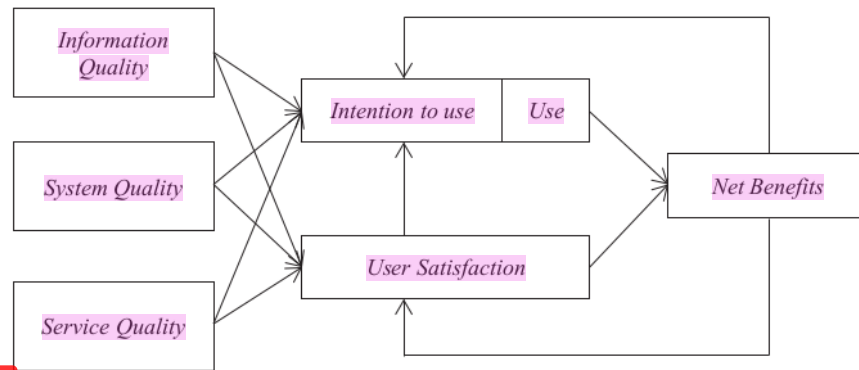 Information
Quality
Intention to use
Use
System Quality
Net Benefits
User Satisfaction
Service Quality